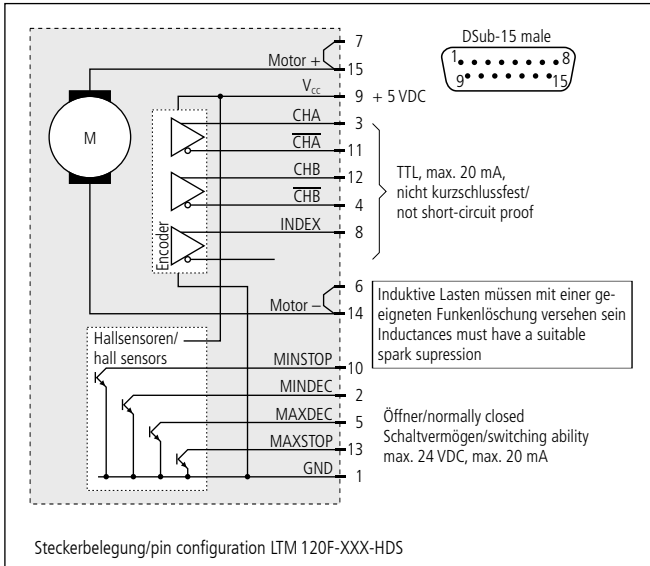 7
DSub-15 male
Motor +
15
1
8
9
15
V_cc
9
+ 5 VDC
CHA
3
C̅H̅A̅
11
M
CHB
12
TTL, max. 20 mA,
nicht kurzschlussfest/
not short-circuit proof
C̅H̅B̅
4
INDEX
8
Encoder
6
Motor –
14
Induktive Lasten müssen mit einer ge-
eigneten Funkenlöschung versehen sein
Inductances must have a suitable
spark supression
Hallsensoren/
hall sensors
MINSTOP
10
MINDEC
2
MAXDEC
5
Öffner/normally closed
Schaltvermögen/switching ability
max. 24 VDC, max. 20 mA
MAXSTOP
13
GND
1
Steckerbelegung/pin configuration LTM 120F-XXX-HDS